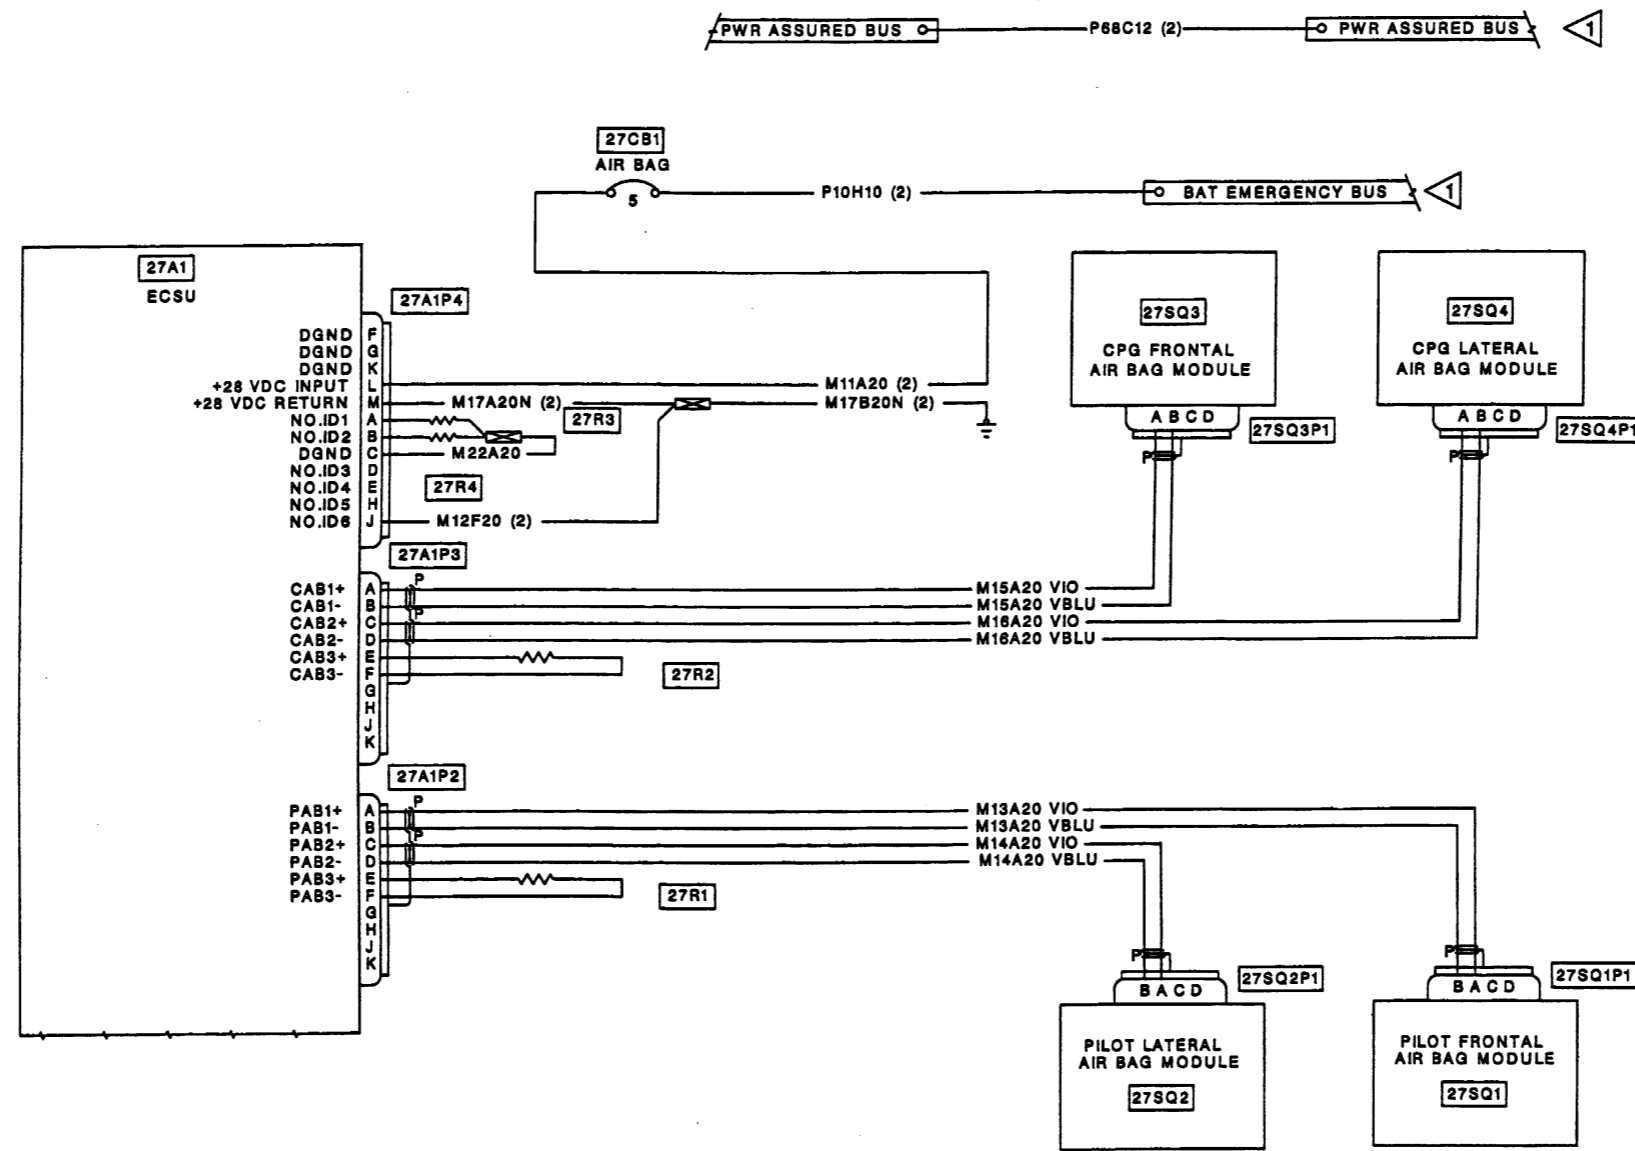 PWR ASSURED BUS P68C12 (2) PWR ASSURED BUS 1
27CB1
AIR BAG
5
P10H10 (2)
BAT EMERGENCY BUS 1
27A1
ECSU
27A1P4
DGND F
DGND G
DGND K
+28 VDC INPUT L M11A20 (2)
+28 VDC RETURN M M17A20N (2) M17B20N (2)
NO.ID1 A 27R3
NO.ID2 B
DGND C M22A20
NO.ID3 D
NO.ID4 E 27R4
NO.ID5 H
NO.ID6 J M12F20 (2)
27SQ3
CPG FRONTAL
AIR BAG MODULE
A B C D
27SQ3P1
P
27SQ4
CPG LATERAL
AIR BAG MODULE
A B C D
27SQ4P1
P
27A1P3
P
CAB1+ A M15A20 VIO
CAB1- B M15A20 VBLU
P
CAB2+ C M16A20 VIO
CAB2- D M16A20 VBLU
CAB3+ E
CAB3- F 27R2
G
H
J
K
27A1P2
P
PAB1+ A M13A20 VIO
PAB1- B M13A20 VBLU
P
PAB2+ C M14A20 VIO
PAB2- D M14A20 VBLU
PAB3+ E
PAB3- F 27R1
G
H
J
K
P
27SQ2P1
B A C D
PILOT LATERAL
AIR BAG MODULE
27SQ2
P
27SQ1P1
B A C D
PILOT FRONTAL
AIR BAG MODULE
27SQ1